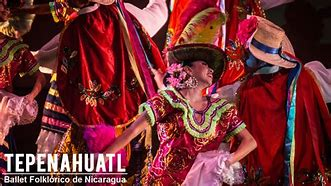 TEPENAHUATL
Ballet Folklórico de Nicaragua